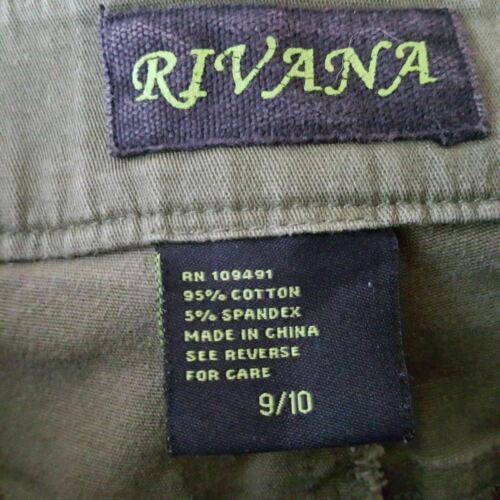 RIVANA
RN 109491
95% COTTON
5% SPANDEX
MADE IN CHINA
SEE REVERSE
FOR CARE
9/10